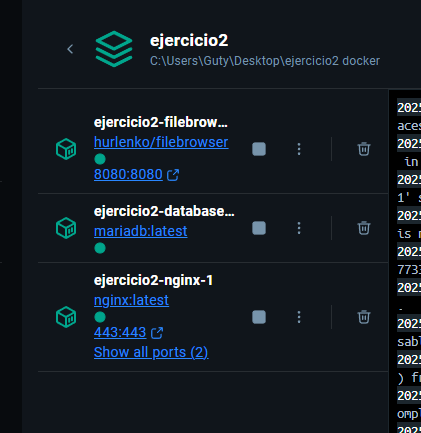 ejercicio2
C:\Users\Guty\Desktop\ejercicio2 docker
ejercicio2-filebrow...
hurlenko/filebrowser
8080:8080
ejercicio2-database...
mariadb:latest
ejercicio2-nginx-1
nginx:latest
443:443
Show all ports (2)
2025
aces
2025
in
2025
1' s
2025
is n
2025
7733
.
2025
sabl
2025
) fu
2025
ompl
2025